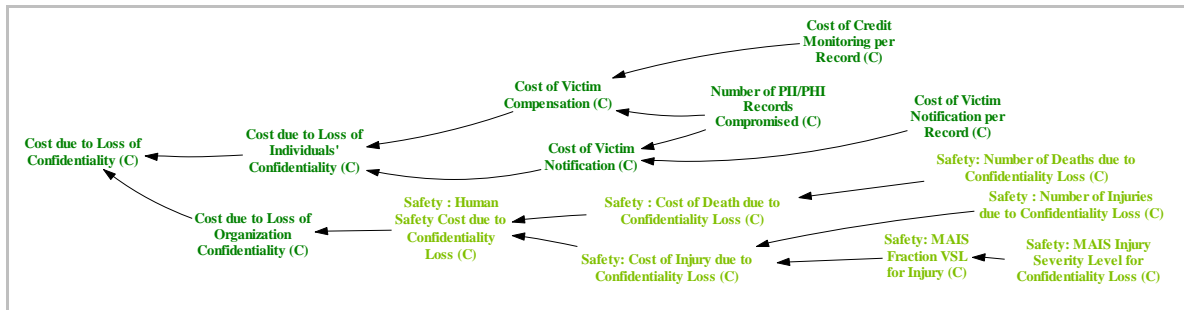 Cost of Credit
Monitoring per
Record (C)
Cost of Victim
Compensation (C)
Number of PII/PHI
Records
Compromised (C)
Cost of Victim
Notification per
Record (C)
Cost due to Loss of
Confidentiality (C)
Cost due to Loss of
Individuals'
Confidentiality (C)
Cost of Victim
Notification (C)
Safety: Number of Deaths due to
Confidentiality Loss (C)
Safety : Number of Injuries
due to Confidentiality Loss (C)
Cost due to Loss of
Organization
Confidentiality (C)
Safety : Human
Safety Cost due to
Confidentiality
Loss (C)
Safety : Cost of Death due to
Confidentiality Loss (C)
Safety: Cost of Injury due to
Confidentiality Loss (C)
Safety: MAIS
Fraction VSL
for Injury (C)
Safety: MAIS Injury
Severity Level for
Confidentiality Loss
(C)